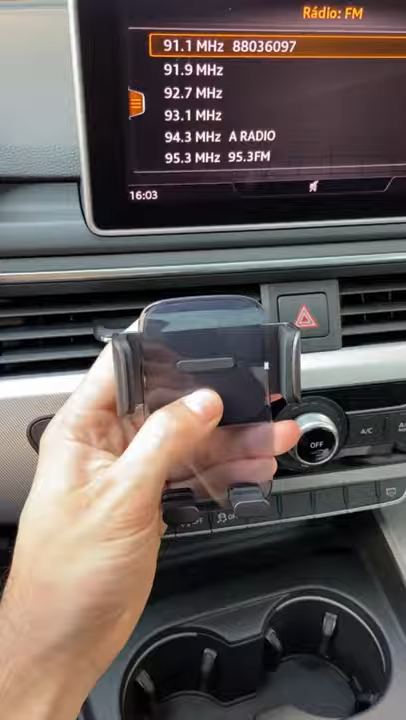 Rádio: FM
91.1 MHz 88036097
91.9 MHz
92.7 MHz
93.1 MHz
94.3 MHz A RADIO
95.3 MHz 95.3FM
16:03
OFF
A/C
OFF